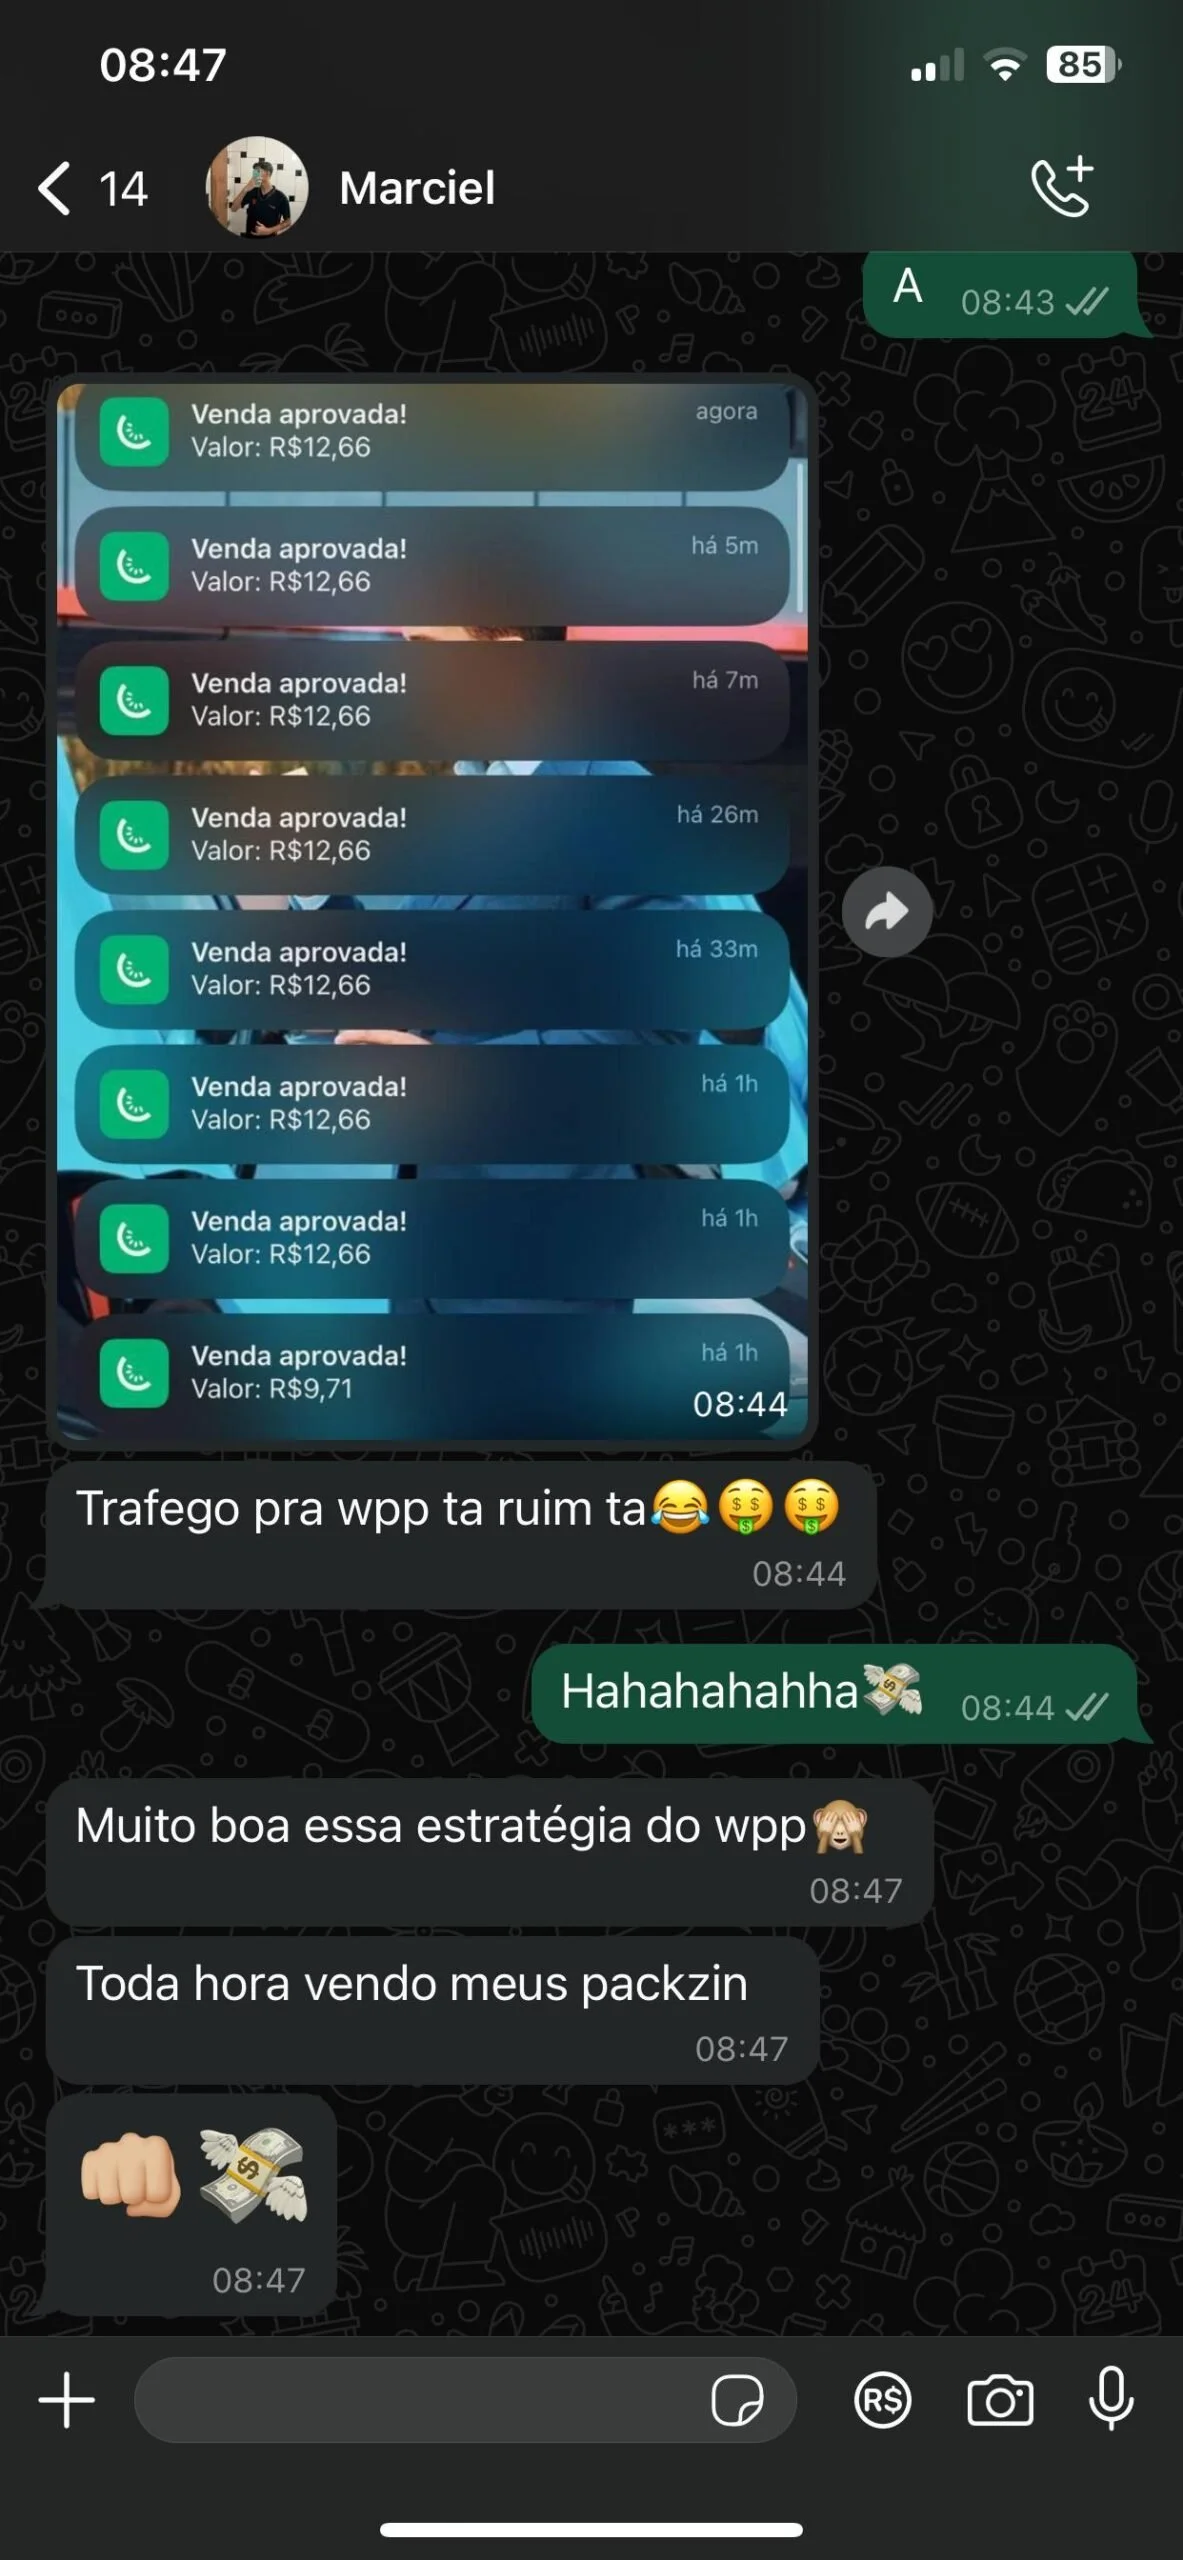 08:47
85
14
Marciel
A
08:43
Venda aprovada!
agora
Valor: R$12,66
Venda aprovada!
há 5m
Valor: R$12,66
Venda aprovada!
há 7m
Valor: R$12,66
Venda aprovada!
há 26m
Valor: R$12,66
Venda aprovada!
há 33m
Valor: R$12,66
Venda aprovada!
há 1h
Valor: R$12,66
Venda aprovada!
há 1h
Valor: R$12,66
Venda aprovada!
há 1h
Valor: R$9,71
08:44
Trafego pra wpp ta ruim ta😂🤑🤑
08:44
Hahahahahha💸
08:44
Muito boa essa estratégia do wpp🙈
08:47
Toda hora vendo meus packzin
08:47
👊🏼💸
08:47
R$